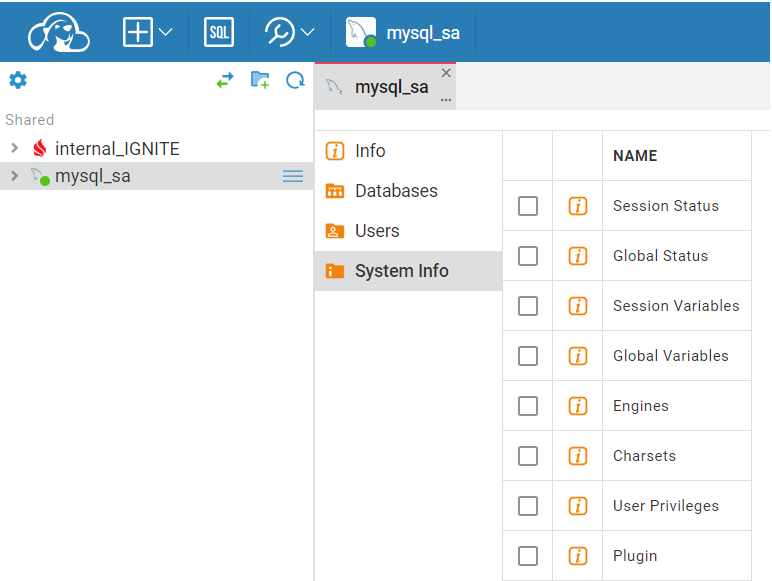 SQL
mysql_sa
mysql_sa
Shared
internal_IGNITE
mysql_sa
Info
Databases
Users
System Info
NAME
Session Status
Global Status
Session Variables
Global Variables
Engines
Charsets
User Privileges
Plugin